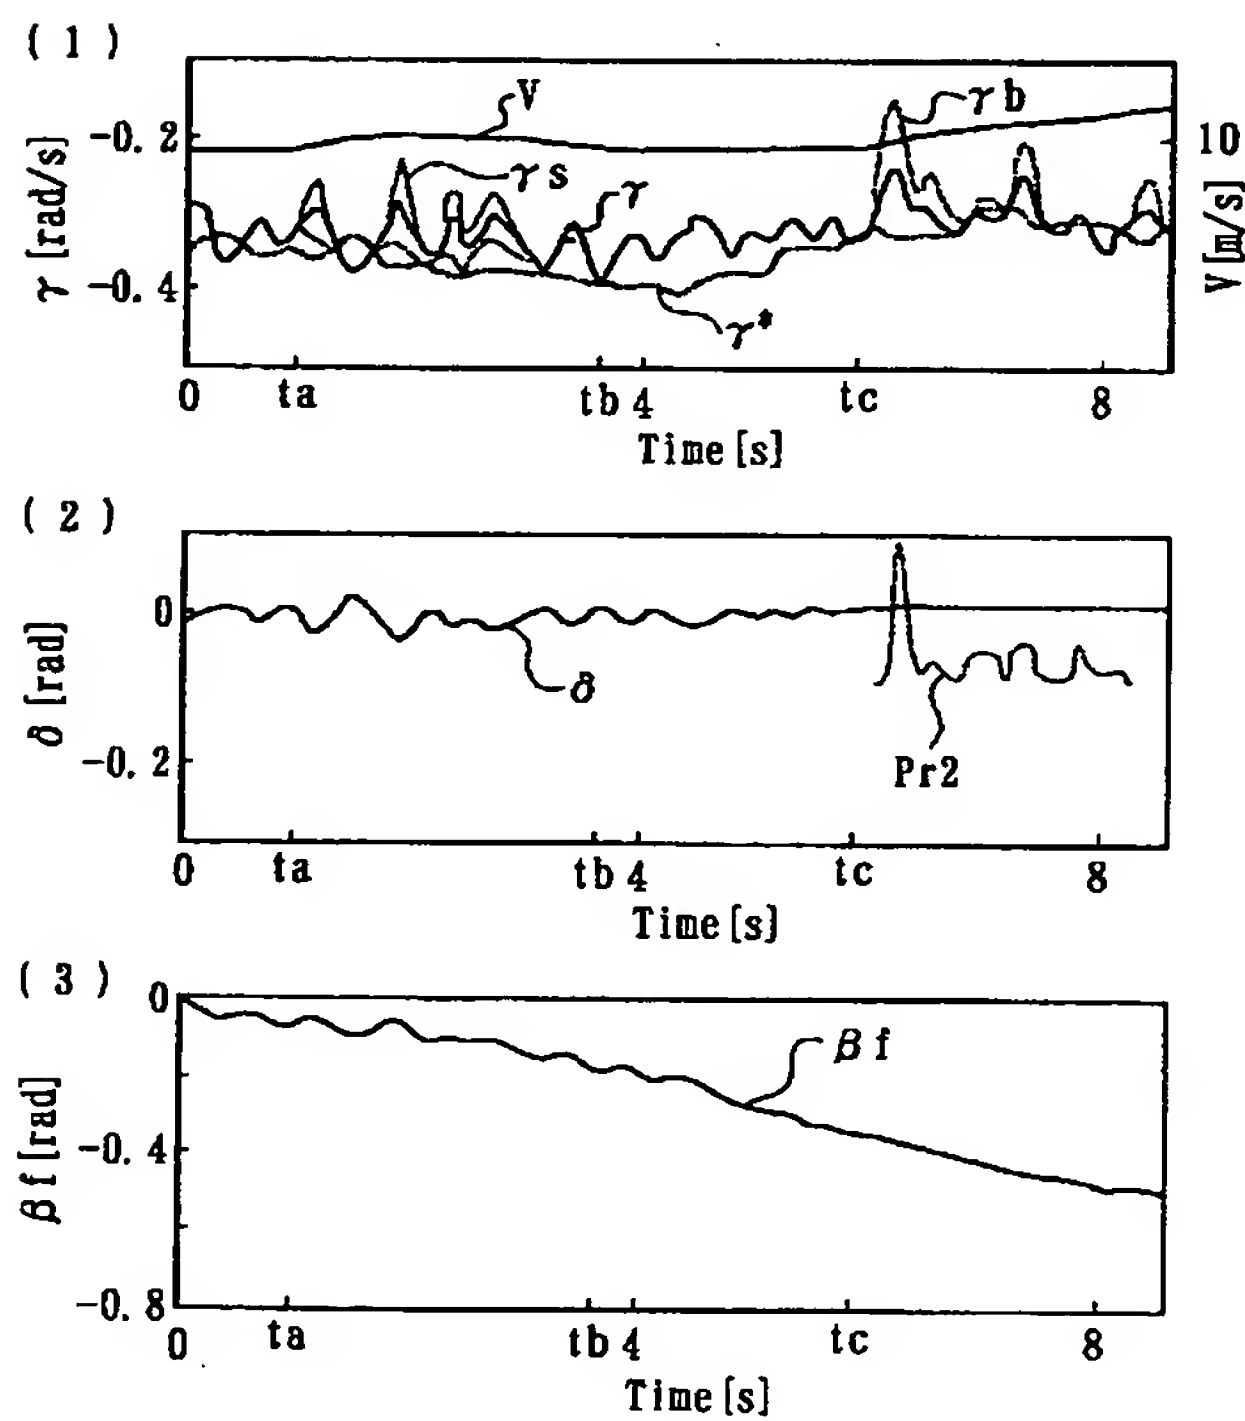 (1)
V
γb
-0.2
10
γs
γ
γ [rad/s]
V [m/s]
-0.4
γ*
0 ta tb 4 tc 8
Time [s]
(2)
0
δ [rad]
δ
-0.2
Pr2
0 ta tb 4 tc 8
Time [s]
(3)
0
βf
βf [rad]
-0.4
-0.8
0 ta tb 4 tc 8
Time [s]